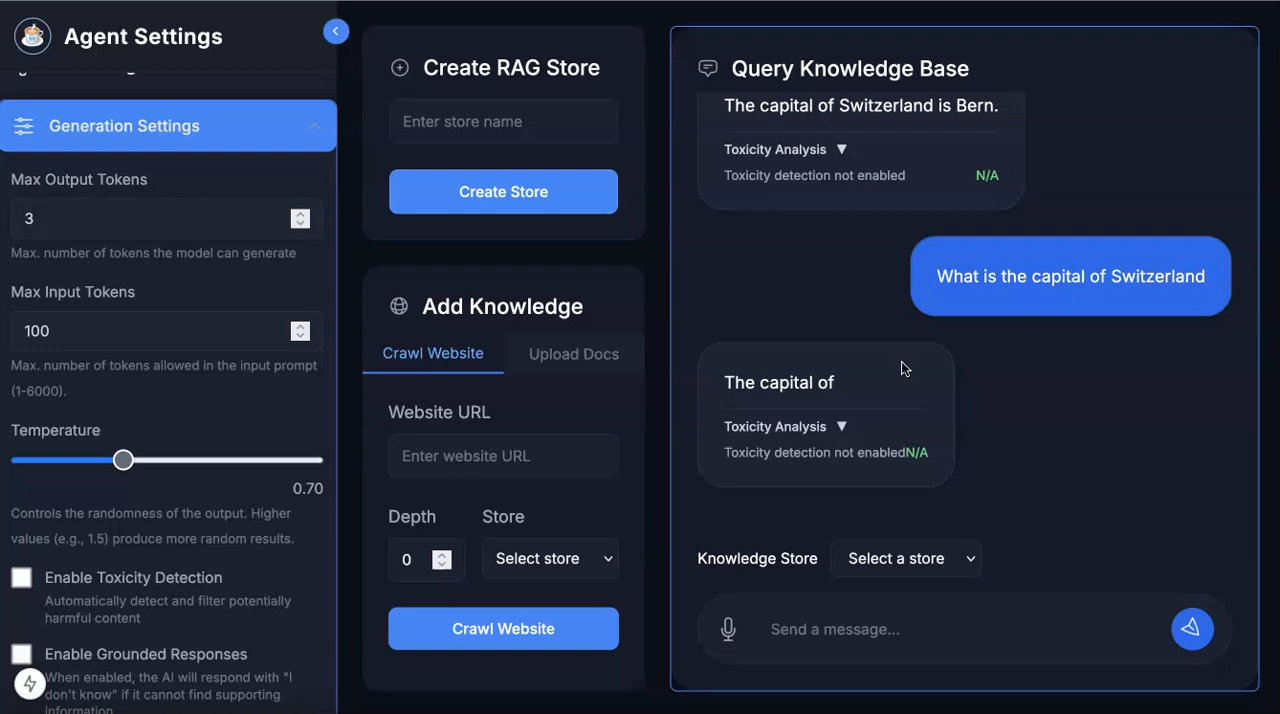 Agent Settings
Generation Settings
Max Output Tokens
3
Max. number of tokens the model can generate
Max Input Tokens
100
Max. number of tokens allowed in the input prompt
(1-6000).
Temperature
0.70
Controls the randomness of the output. Higher
values (e.g., 1.5) produce more random results.
Enable Toxicity Detection
Automatically detect and filter potentially
harmful content
Enable Grounded Responses
When enabled, the AI will respond with "I
don't know" if it cannot find supporting
information
Create RAG Store
Enter store name
Create Store
Add Knowledge
Crawl Website
Upload Docs
Website URL
Enter website URL
Depth
Store
0
Select store
Crawl Website
Query Knowledge Base
The capital of Switzerland is Bern.
Toxicity Analysis ▼
Toxicity detection not enabled
N/A
What is the capital of Switzerland
The capital of
Toxicity Analysis ▼
Toxicity detection not enabledN/A
Knowledge Store
Select a store
Send a message...